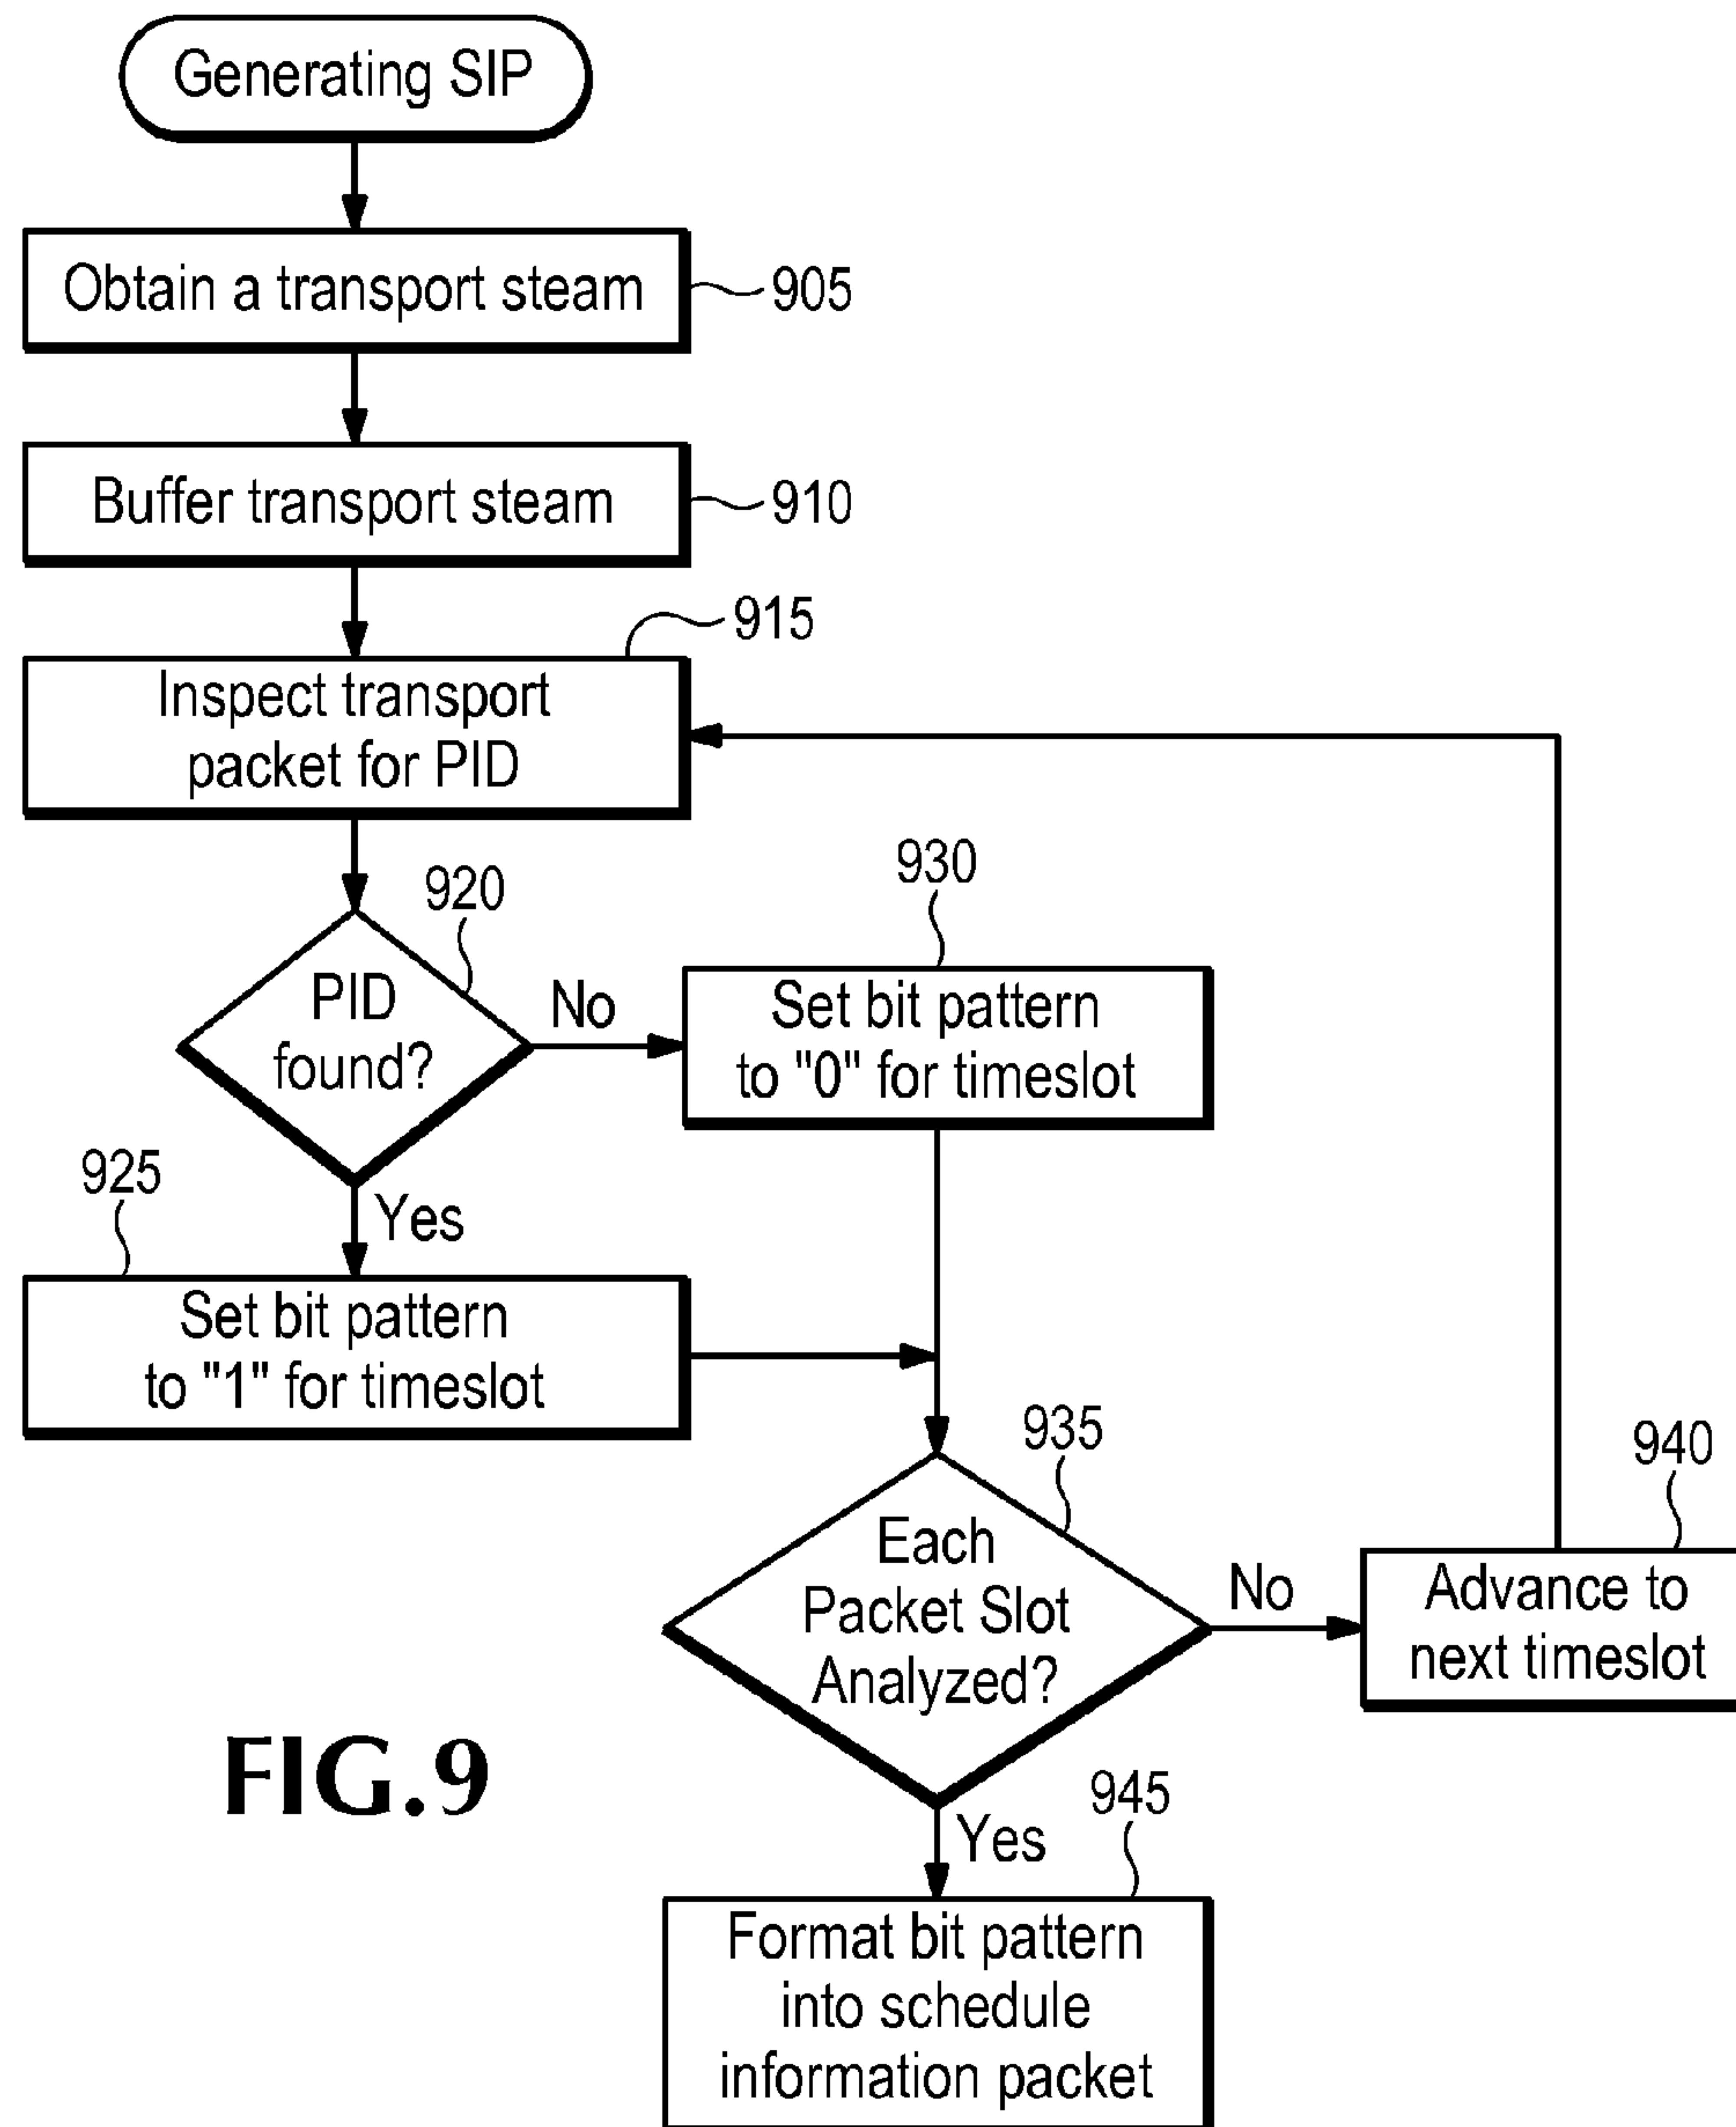 Generating SIP
Obtain a transport steam
905
Buffer transport steam
910
915
Inspect transport
packet for PID
920
930
PID
found?
No
Set bit pattern
to "0" for timeslot
925
Yes
Set bit pattern
to "1" for timeslot
935
940
Each
Packet Slot
Analyzed?
No
Advance to
next timeslot
FIG.9
945
Yes
Format bit pattern
into schedule
information packet